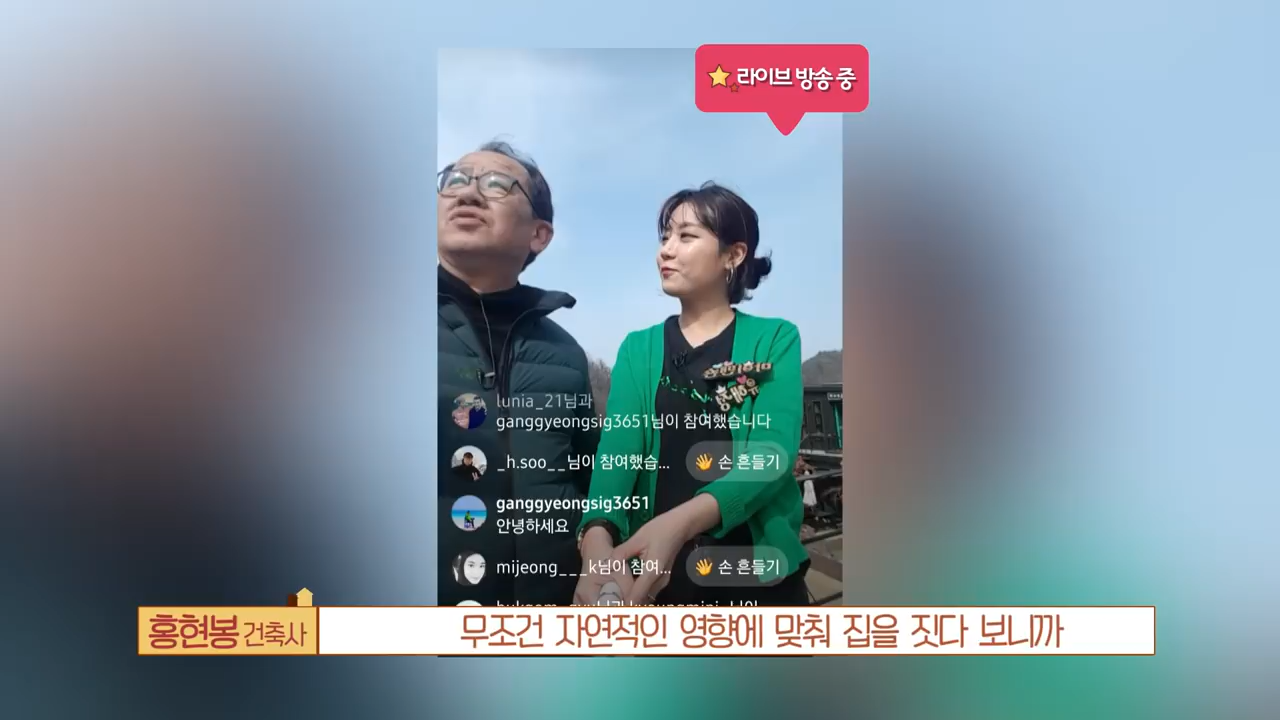 라이브 방송 중
lunia_21님과
ganggyeongsig3651님이 참여했습니다
_h.soo__님이 참여했습... 👋 손 흔들기
ganggyeongsig3651
안녕하세요
mijeong___k님이 참여... 👋 손 흔들기
홍현봉 건축사
무조건 자연적인 영향에 맞춰 집을 짓다 보니까